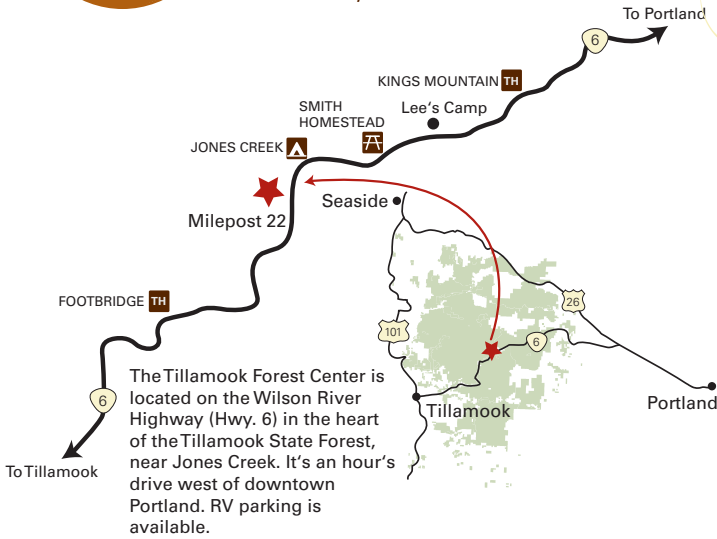 To Portland
6
KINGS MOUNTAIN TH
Lee's Camp
SMITH
HOMESTEAD
JONES CREEK
Milepost 22
Seaside
FOOTBRIDGE TH
26
101
6
6
Tillamook
Portland
To Tillamook
The Tillamook Forest Center is
located on the Wilson River
Highway (Hwy. 6) in the heart
of the Tillamook State Forest,
near Jones Creek. It's an hour's
drive west of downtown
Portland. RV parking is
available.